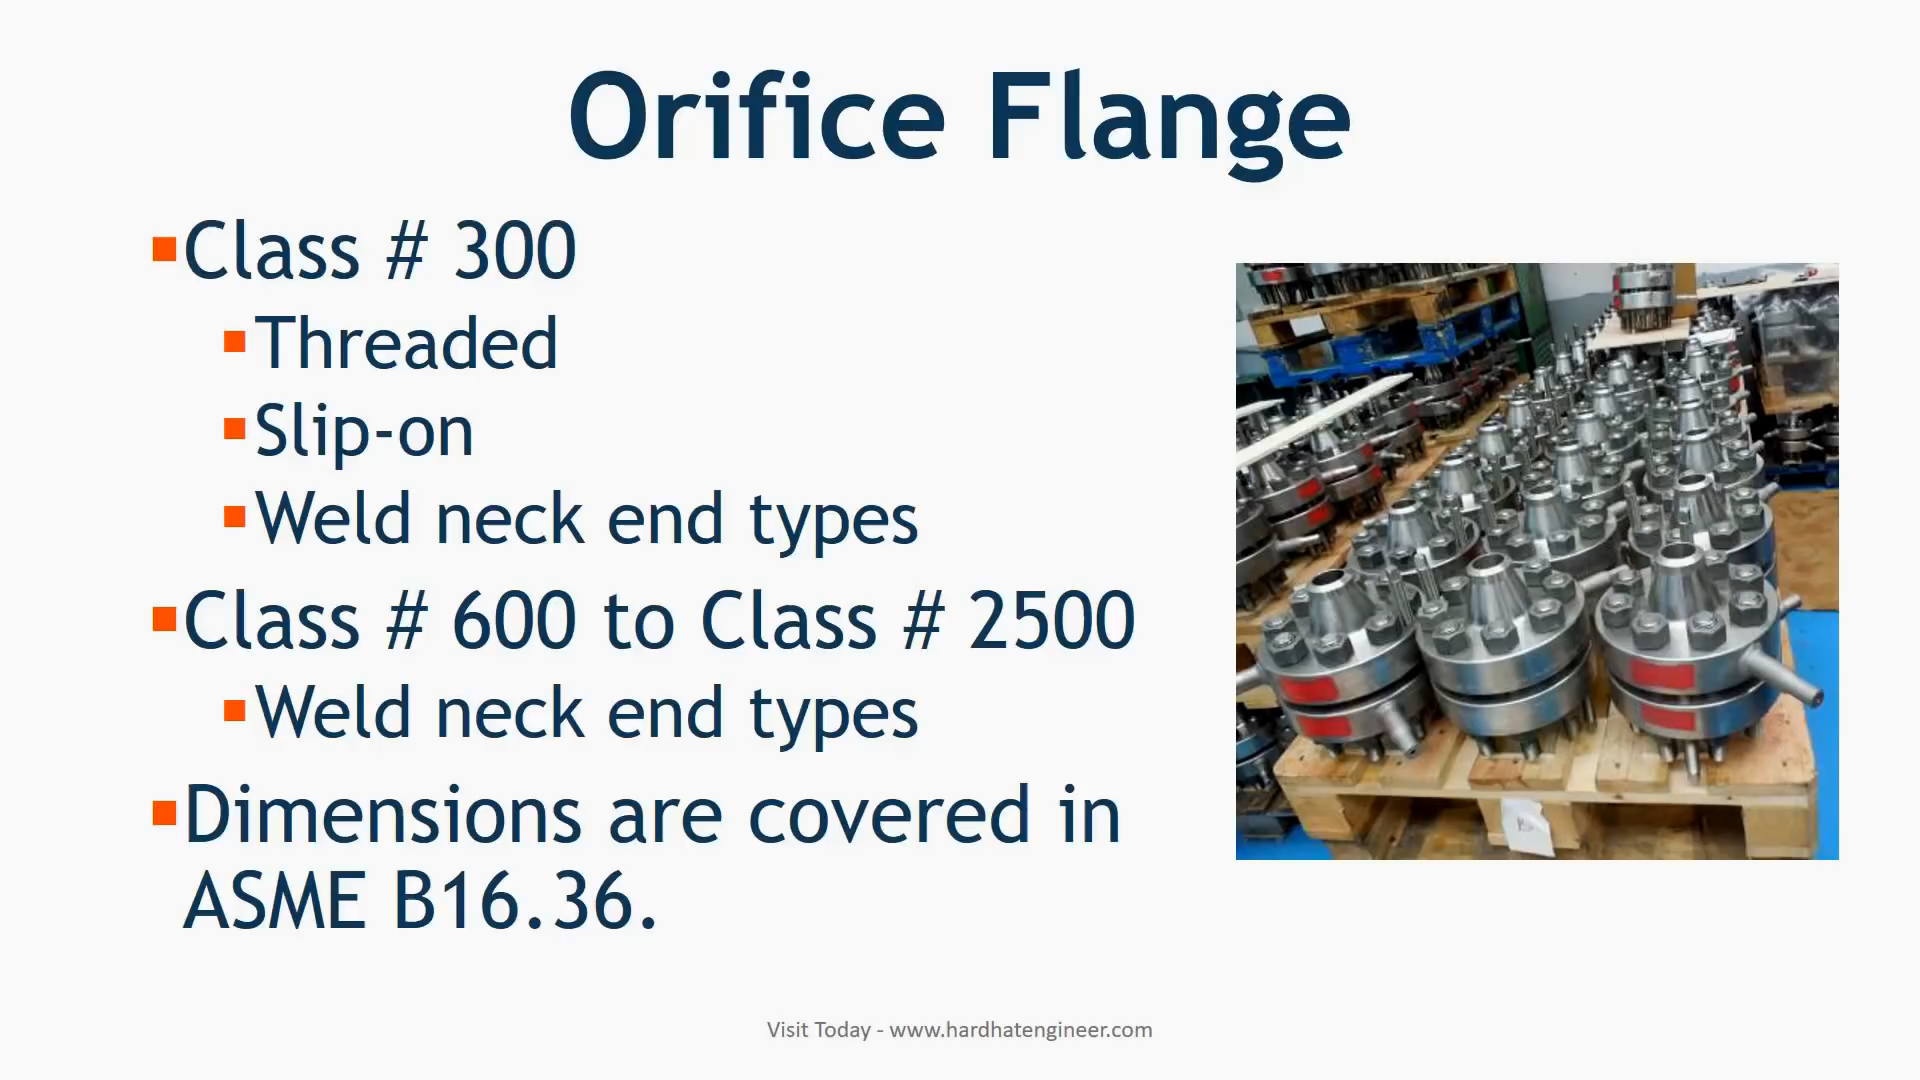 Orifice Flange
Class # 300
Threaded
Slip-on
Weld neck end types
Class # 600 to Class # 2500
Weld neck end types
Dimensions are covered in
ASME B16.36.
Visit Today - www.hardhatengineer.com